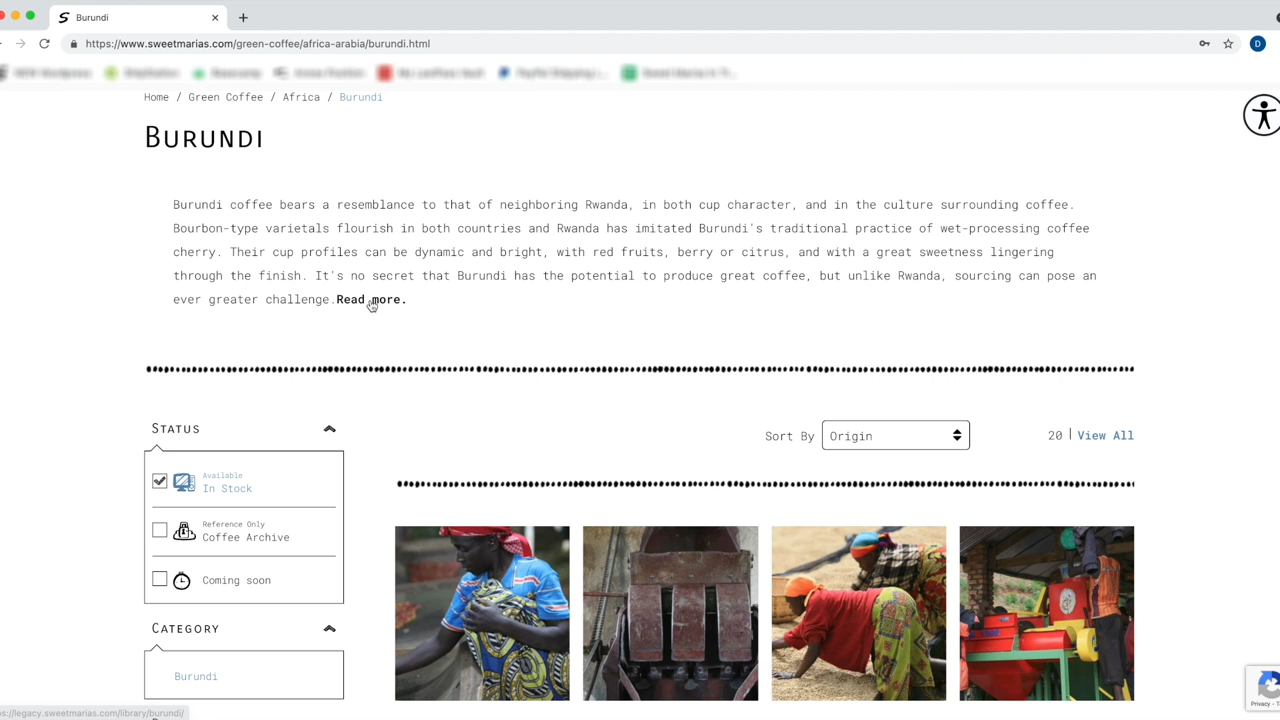 Burundi
https://www.sweetmarias.com/green-coffee/africa-arabia/burundi.html
D
Home / Green Coffee / Africa / Burundi
BURUNDI
Burundi coffee bears a resemblance to that of neighboring Rwanda, in both cup character, and in the culture surrounding coffee.
Bourbon-type varietals flourish in both countries and Rwanda has imitated Burundi's traditional practice of wet-processing coffee
cherry. Their cup profiles can be dynamic and bright, with red fruits, berry or citrus, and with a great sweetness lingering
through the finish. It's no secret that Burundi has the potential to produce great coffee, but unlike Rwanda, sourcing can pose an
ever greater challenge.Read more.
STATUS
Sort By Origin 20 | View All
Available
In Stock
Reference Only
Coffee Archive
Coming soon
CATEGORY
Burundi
Privacy - T
ps://legacy.sweetmarias.com/library/burundi/